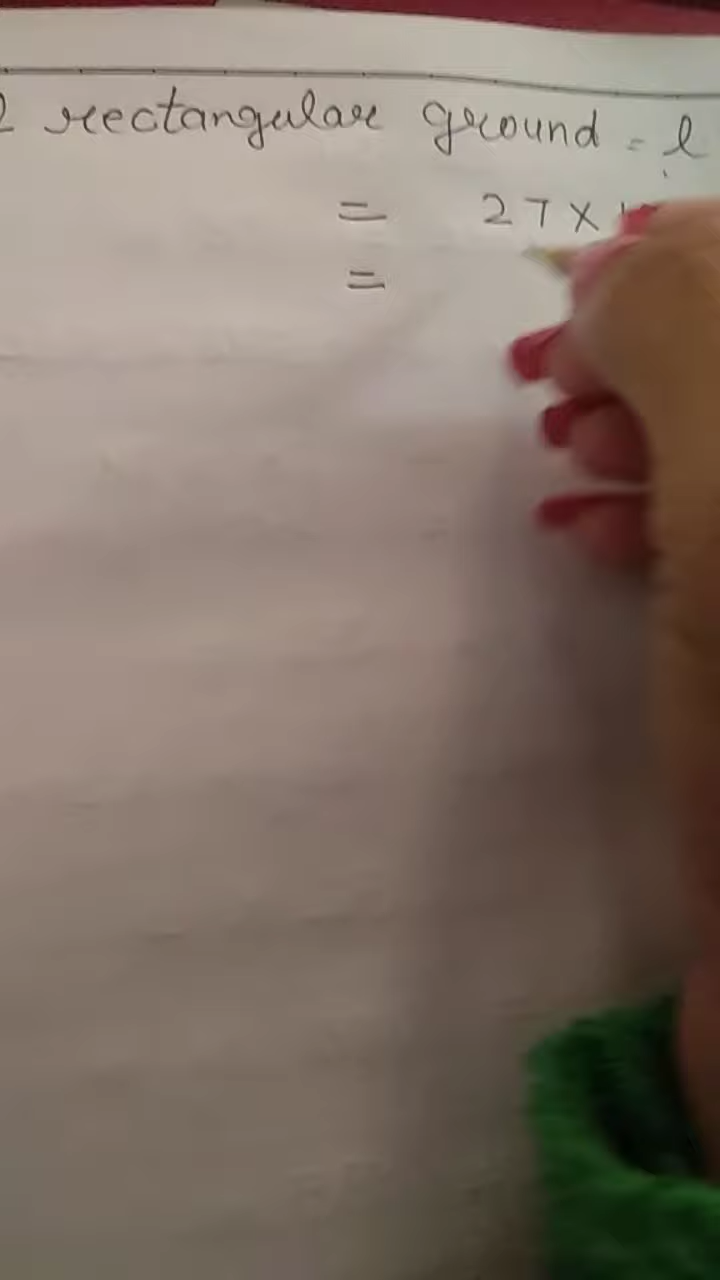 rectangular ground = l
= 27 ×
=